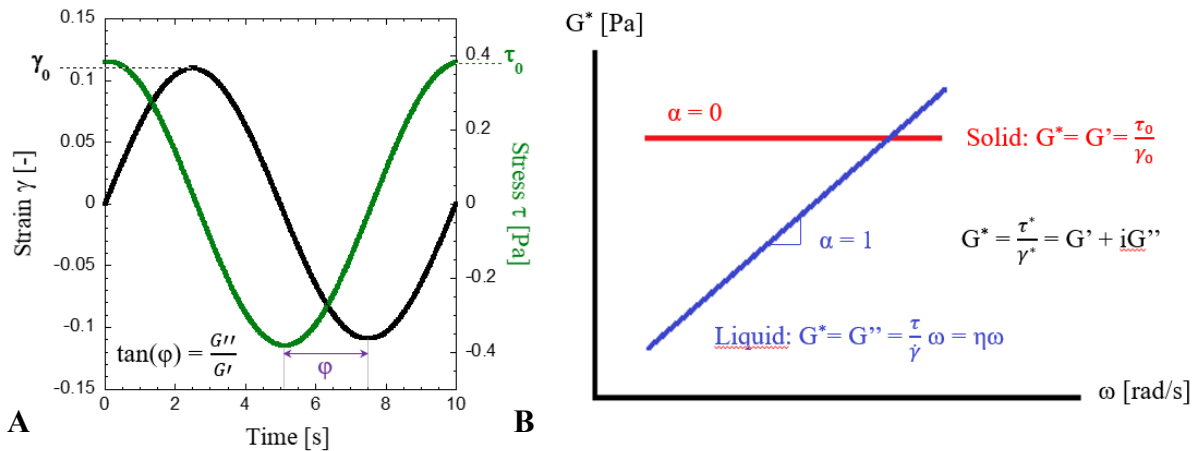 0.15
0.1
0.05
0
-0.05
-0.1
-0.15
γ₀
Strain γ [-]
0 2 4 6 8 10
Time [s]
0.4
0.2
0
-0.2
-0.4
τ₀
Stress τ [Pa]
tan(φ) = G''/G'
φ
A
B
G* [Pa]
α = 0
Solid: G*= G’= τ₀/γ₀
G* = τ*/γ* = G’ + iG’’
α = 1
Liquid: G*= G’’ = τ/γ̇ ω = ηω
ω [rad/s]